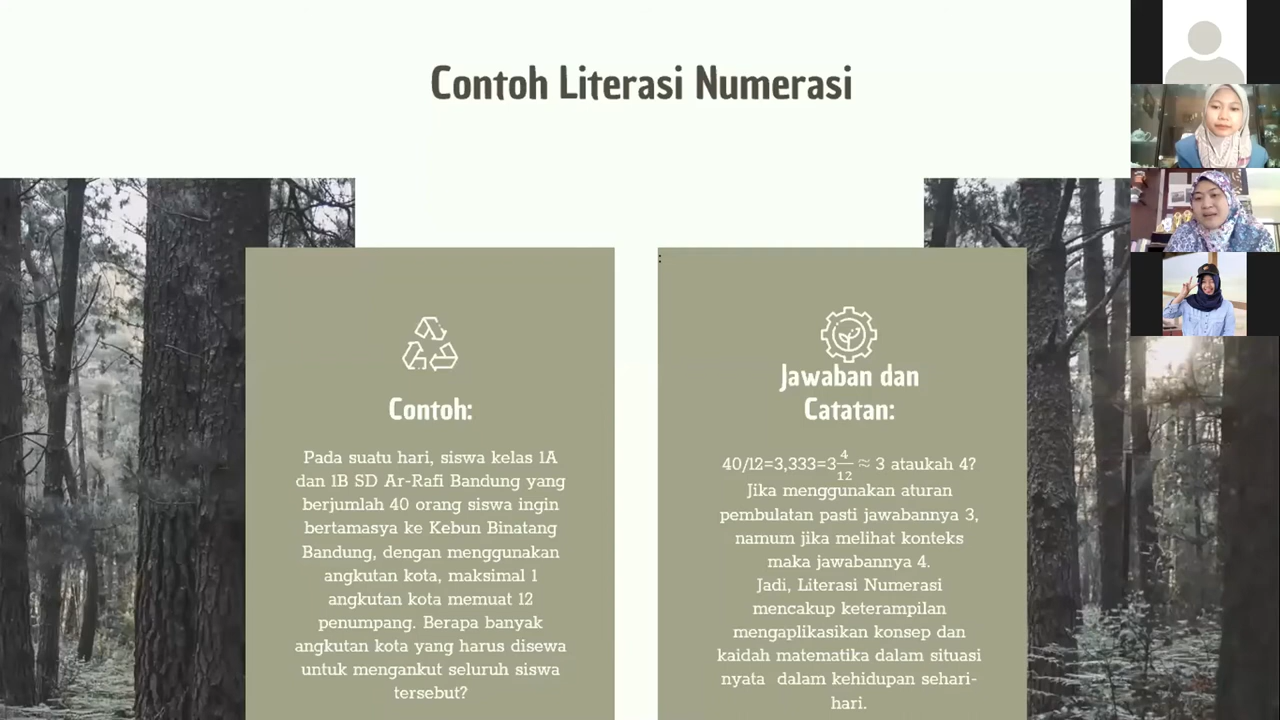 Contoh Literasi Numerasi
Contoh:
Pada suatu hari, siswa kelas 1A
dan 1B SD Ar-Rafi Bandung yang
berjumlah 40 orang siswa ingin
bertamasya ke Kebun Binatang
Bandung, dengan menggunakan
angkutan kota, maksimal 1
angkutan kota memuat 12
penumpang. Berapa banyak
angkutan kota yang harus disewa
untuk mengankut seluruh siswa
tersebut?
:
Jawaban dan
Catatan:
40/12=3,333=3 4/12 ≈ 3 ataukah 4?
Jika menggunakan aturan
pembulatan pasti jawabannya 3,
namum jika melihat konteks
maka jawabannya 4.
Jadi, Literasi Numerasi
mencakup keterampilan
mengaplikasikan konsep dan
kaidah matematika dalam situasi
nyata dalam kehidupan sehari-
hari.